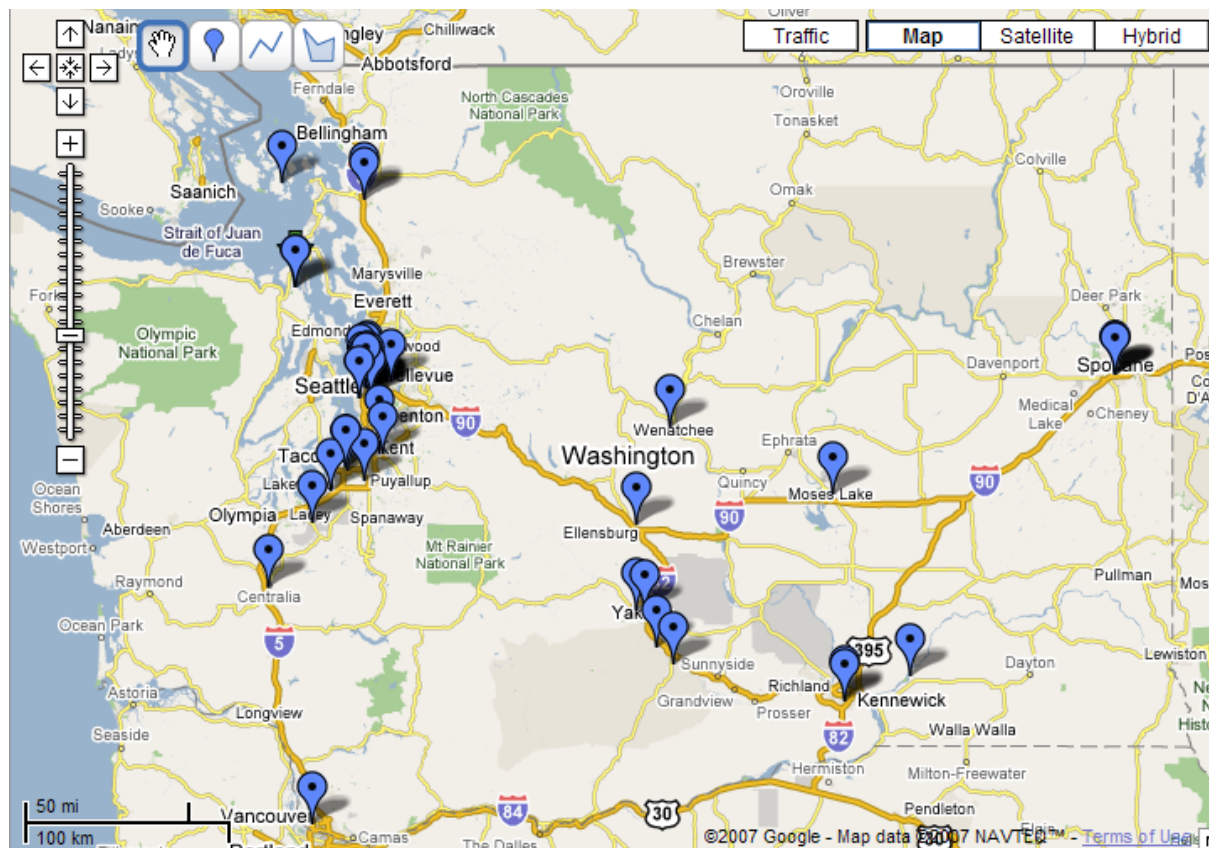 Traffic
Map
Satellite
Hybrid
Chilliwack
Abbotsford
Ferndale
Bellingham
North Cascades
National Park
Oroville
Tonasket
Colville
Omak
Saanich
Sooke
Strait of Juan
de Fuca
Brewster
Marysville
Everett
Deer Park
Olympic
National Park
Chelan
Davenport
Seattle
Medical
Lake
Cheney
90
Wenatchee
Ephrata
Washington
Quincy
Moses Lake
90
90
Puyallup
Ocean
Shores
Aberdeen
Olympia
Lacey
Spanaway
Ellensburg
Westport
Mt Rainier
National Park
Raymond
Centralia
Pullman
Ocean Park
5
395
Lewiston
Sunnyside
Dayton
Richland
Grandview
Prosser
Kennewick
Astoria
Longview
Seaside
82
Walla Walla
Hermiston
Milton-Freewater
50 mi
100 km
Vancouver
Camas
84
30
Pendleton
The Dalles
©2007 Google - Map data ©2007 NAVTEQ™ - Terms of Use